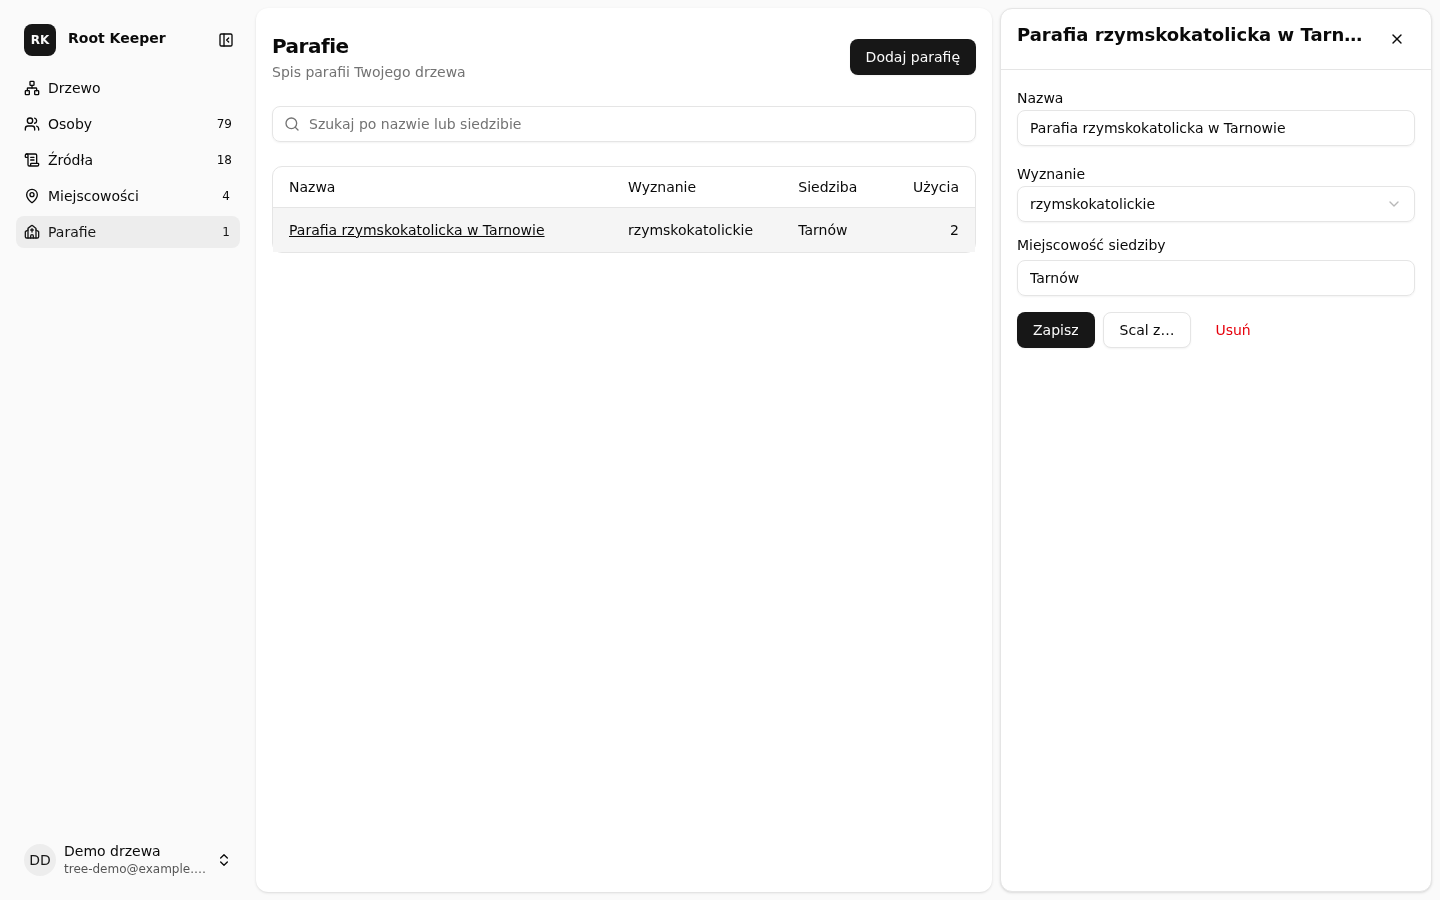 RK Root Keeper
Drzewo
Osoby 79
Źródła 18
Miejscowości 4
Parafie 1
DD
Demo drzewa
tree-demo@example.…
Parafie
Spis parafii Twojego drzewa
Dodaj parafię
Szukaj po nazwie lub siedzibie
Nazwa Wyznanie Siedziba Użycia
Parafia rzymskokatolicka w Tarnowie rzymskokatolickie Tarnów 2
Parafia rzymskokatolicka w Tarn…
Nazwa
Parafia rzymskokatolicka w Tarnowie
Wyznanie
rzymskokatolickie
Miejscowość siedziby
Tarnów
Zapisz Scal z… Usuń